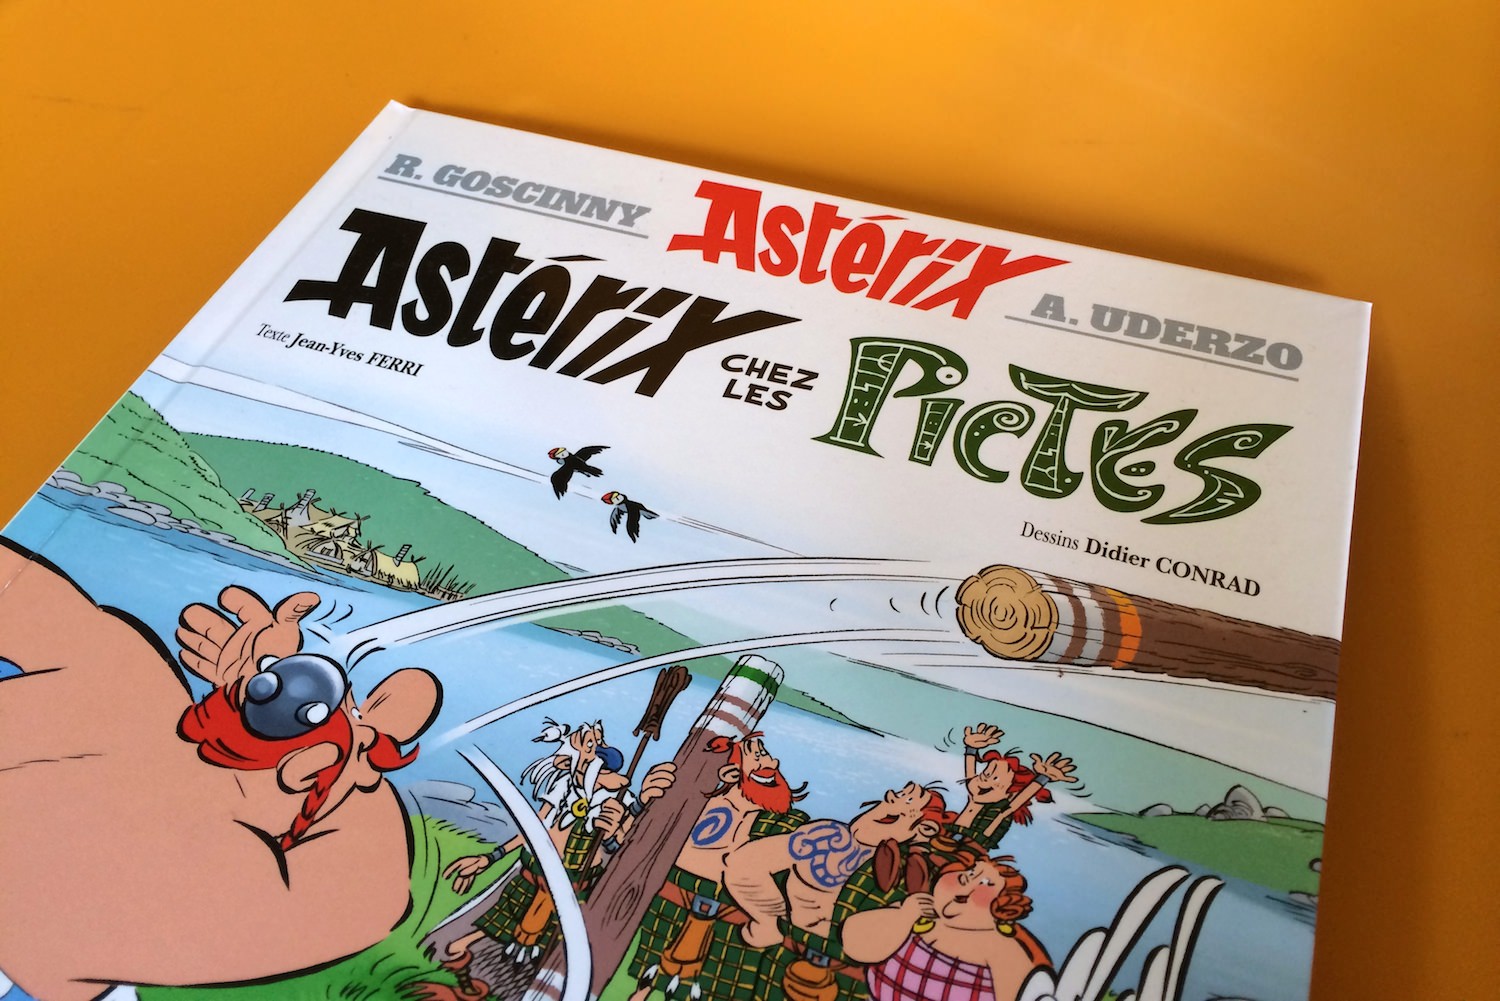 R. GOSCINNY
Astérix
A. UDERZO
Astérix
CHEZ
LES
PICTES
Texte Jean-Yves FERRI
Dessins Didier CONRAD